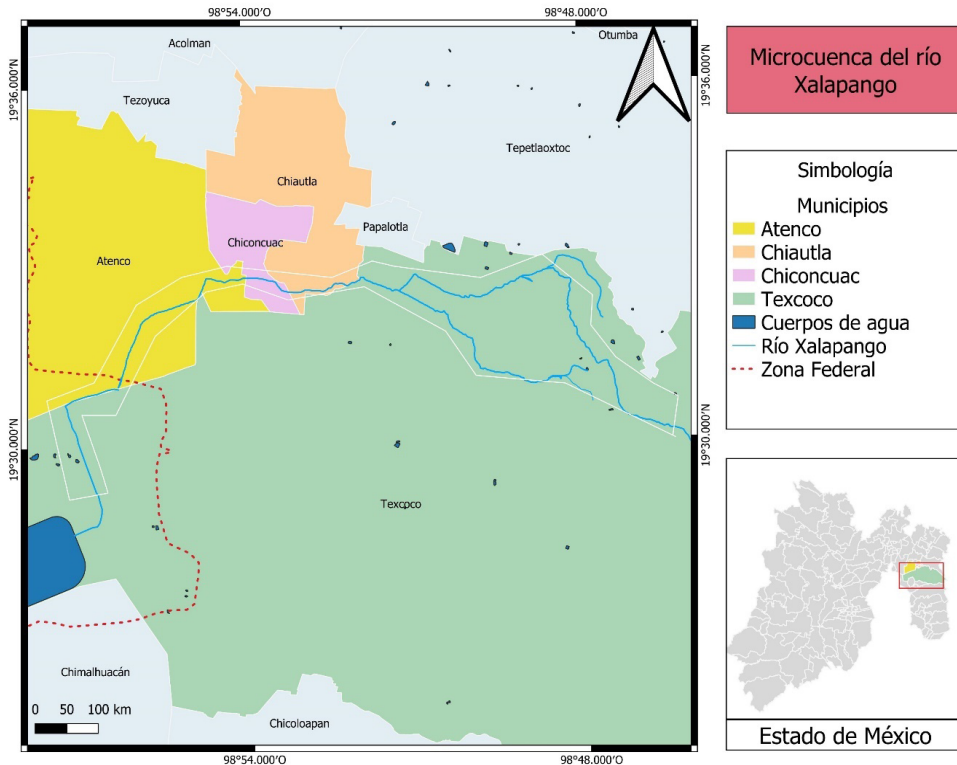 98°54.000'O
98°48.000'O
Acolman
Otumba
19°36.000'N
19°36.000'N
Tezoyuca
Tepetlaoxtoc
Chiautla
Papalotla
Chiconcuac
Atenco
19°30.000'N
19°30.000'N
Texcoco
Chimalhuacán
0 50 100 km
Chicoloapan
98°54.000'O
98°48.000'O
Microcuenca del río
Xalapango
Simbología
Municipios
Atenco
Chiautla
Chiconcuac
Texcoco
Cuerpos de agua
Río Xalapango
Zona Federal
Estado de México